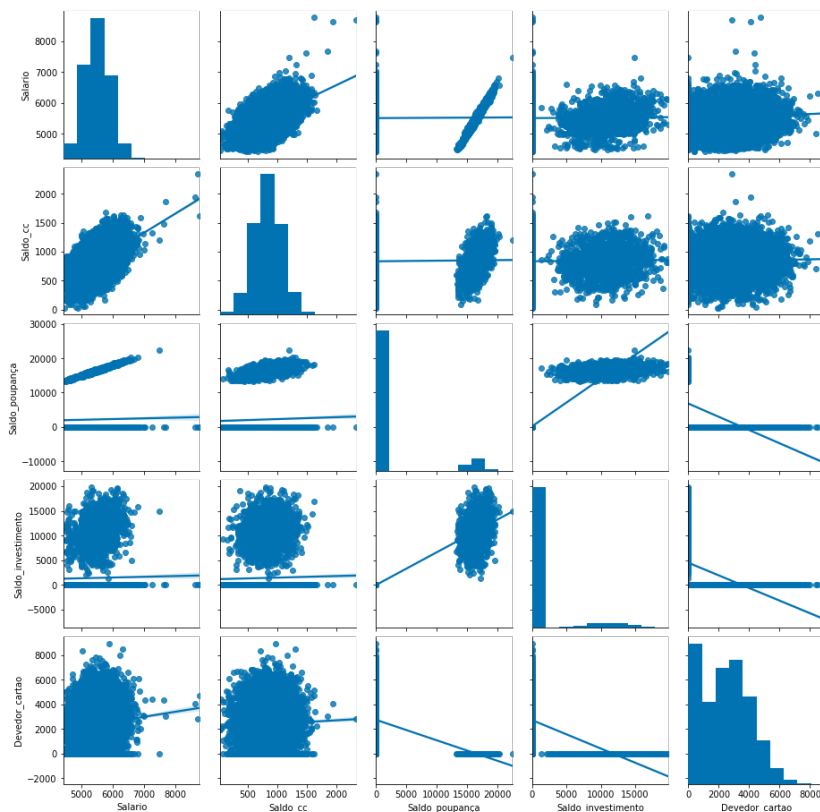 8000
7000
6000
5000
Salario
2000
1500
1000
500
0
Saldo_cc
30000
20000
10000
0
−10000
Saldo_poupança
20000
15000
10000
5000
0
−5000
Saldo_investimento
8000
6000
4000
2000
0
−2000
Devedor_cartao
5000 6000 7000 8000
Salario
1000 2000
Saldo_cc
0 5000 10000 15000 20000
Saldo_poupança
0 5000 10000 15000
Saldo_investimento
0 2000 4000 6000 8000
Devedor_cartao